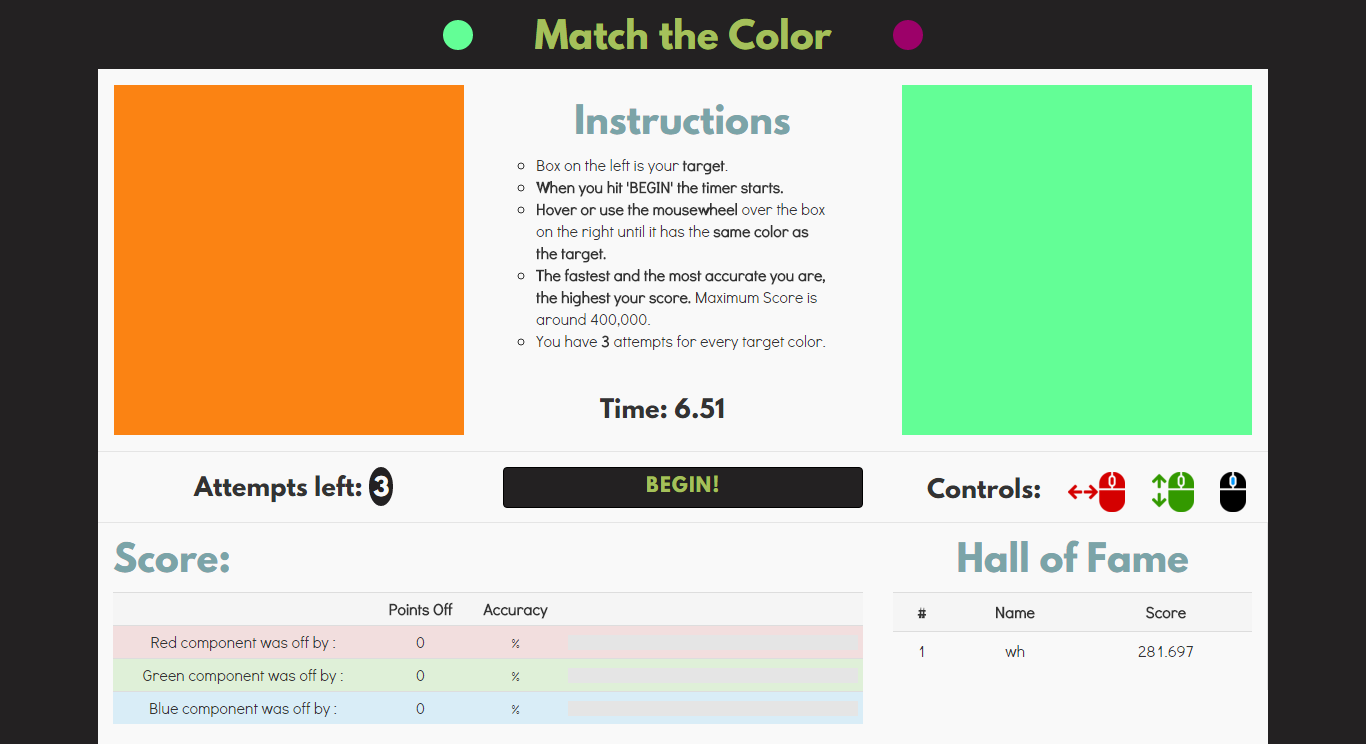 Match the Color
Instructions
Box on the left is your target.
When you hit 'BEGIN' the timer starts.
Hover or use the mousewheel over the box
on the right until it has the same color as
the target.
The fastest and the most accurate you are,
the highest your score. Maximum Score is
around 400,000.
You have 3 attempts for every target color.
Time: 6.51
Attempts left: 3
BEGIN!
Controls:
Score:
Points Off Accuracy
Red component was off by : 0 %
Green component was off by : 0 %
Blue component was off by : 0 %
Hall of Fame
# Name Score
1 wh 281.697